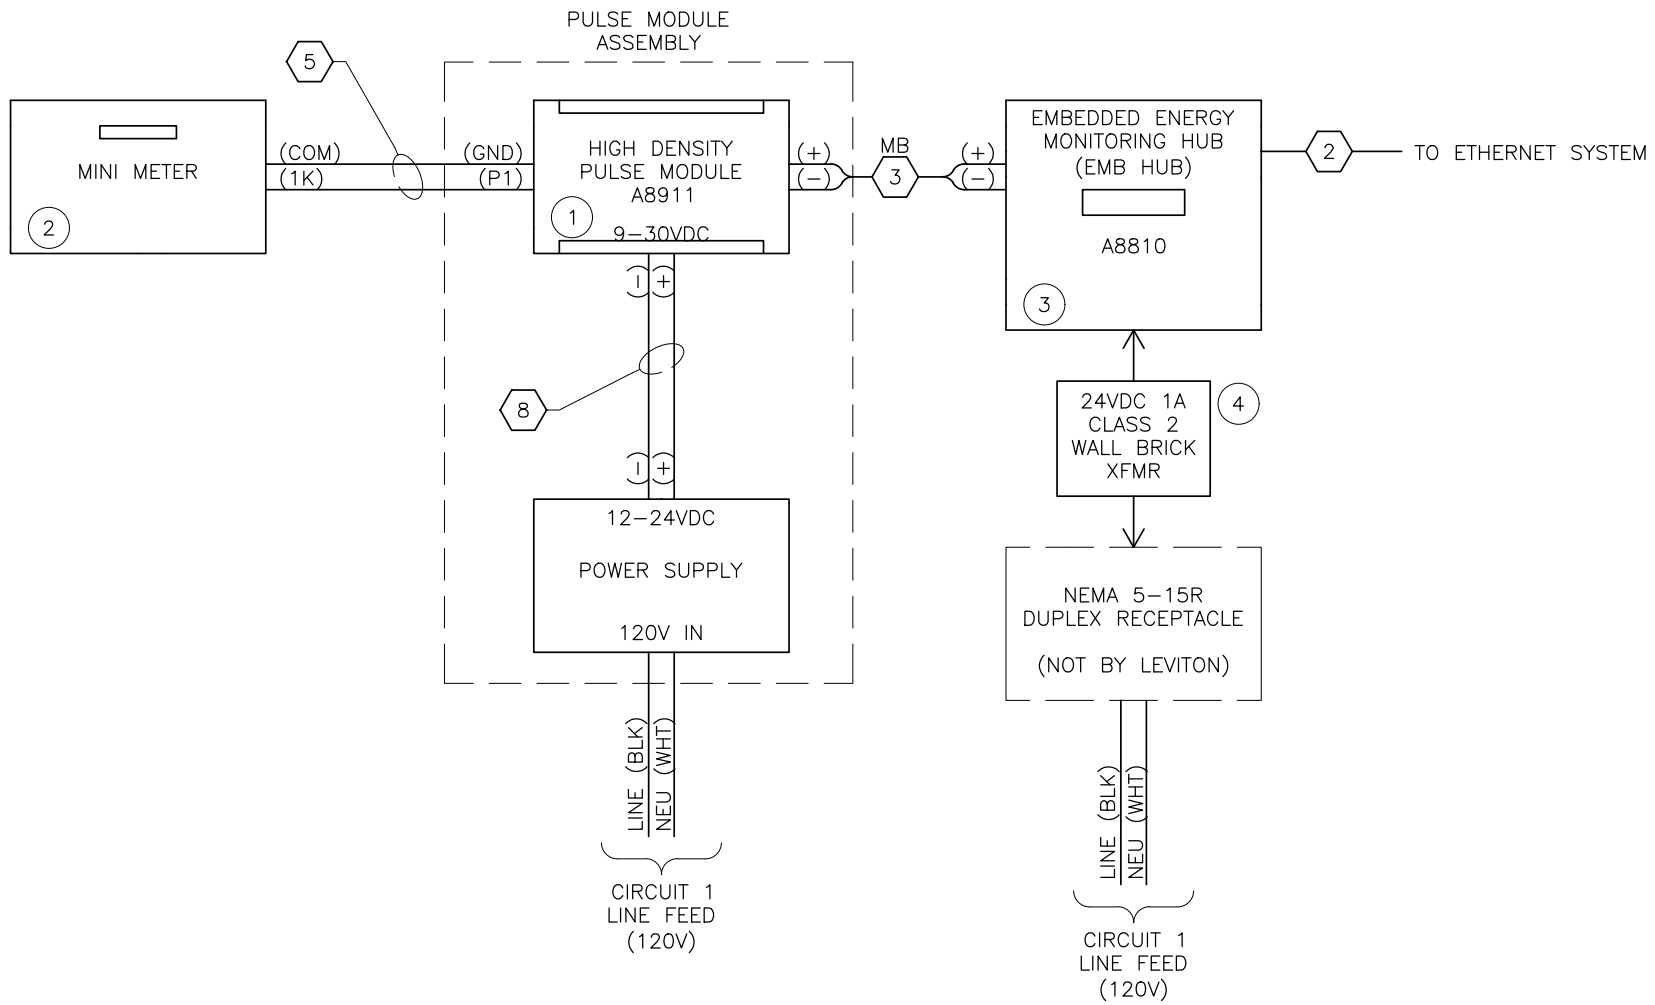 PULSE MODULE
ASSEMBLY
5
MINI METER
2
(COM)
(1K)
(GND)
(P1)
HIGH DENSITY
PULSE MODULE
A8911
1
9-30VDC
(+)
(-)
MB
3
(+)
(-)
EMBEDDED ENERGY
MONITORING HUB
(EMB HUB)
A8810
3
2
TO ETHERNET SYSTEM
(-)
(+)
8
(-)
(+)
12-24VDC
POWER SUPPLY
120V IN
LINE (BLK)
NEU (WHT)
CIRCUIT 1
LINE FEED
(120V)
24VDC 1A
CLASS 2
WALL BRICK
XFMR
4
NEMA 5-15R
DUPLEX RECEPTACLE
(NOT BY LEVITON)
LINE (BLK)
NEU (WHT)
CIRCUIT 1
LINE FEED
(120V)